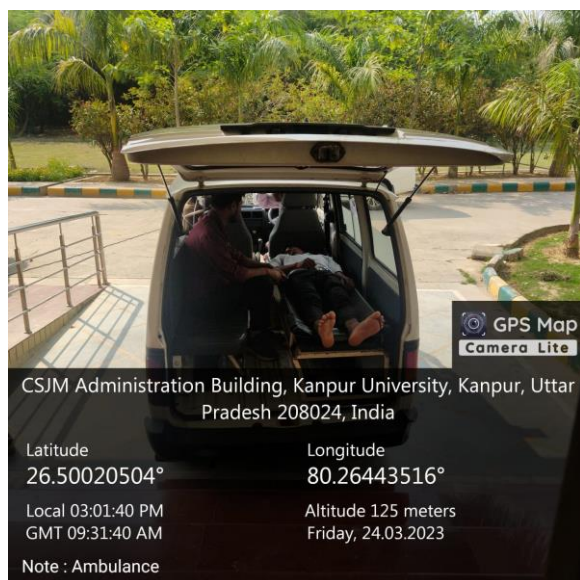 GPS Map
Camera Lite
CSJM Administration Building, Kanpur University, Kanpur, Uttar
Pradesh 208024, India
Latitude
26.50020504°
Longitude
80.26443516°
Local 03:01:40 PM
GMT 09:31:40 AM
Altitude 125 meters
Friday, 24.03.2023
Note : Ambulance